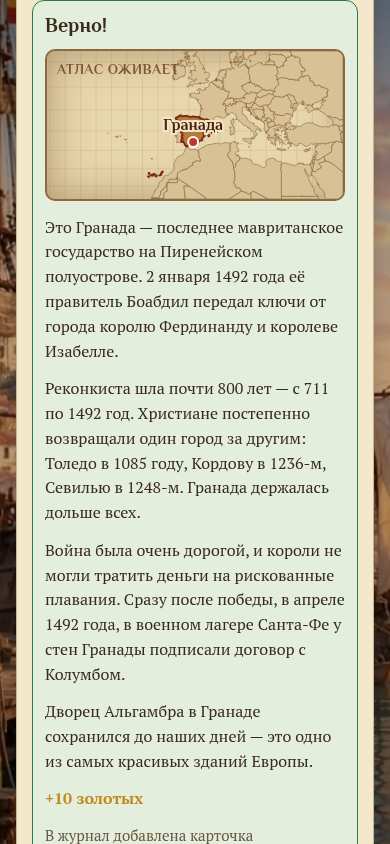 Верно!
АТЛАС ОЖИВАЕТ
Гранада
Это Гранада — последнее мавританское
государство на Пиренейском
полуострове. 2 января 1492 года её
правитель Боабдил передал ключи от
города королю Фердинанду и королеве
Изабелле.
Реконкиста шла почти 800 лет — с 711
по 1492 год. Христиане постепенно
возвращали один город за другим:
Толедо в 1085 году, Кордову в 1236-м,
Севилью в 1248-м. Гранада держалась
дольше всех.
Война была очень дорогой, и короли не
могли тратить деньги на рискованные
плавания. Сразу после победы, в апреле
1492 года, в военном лагере Санта-Фе у
стен Гранады подписали договор с
Колумбом.
Дворец Альгамбра в Гранаде
сохранился до наших дней — это одно
из самых красивых зданий Европы.
+10 золотых
В журнал добавлена карточка